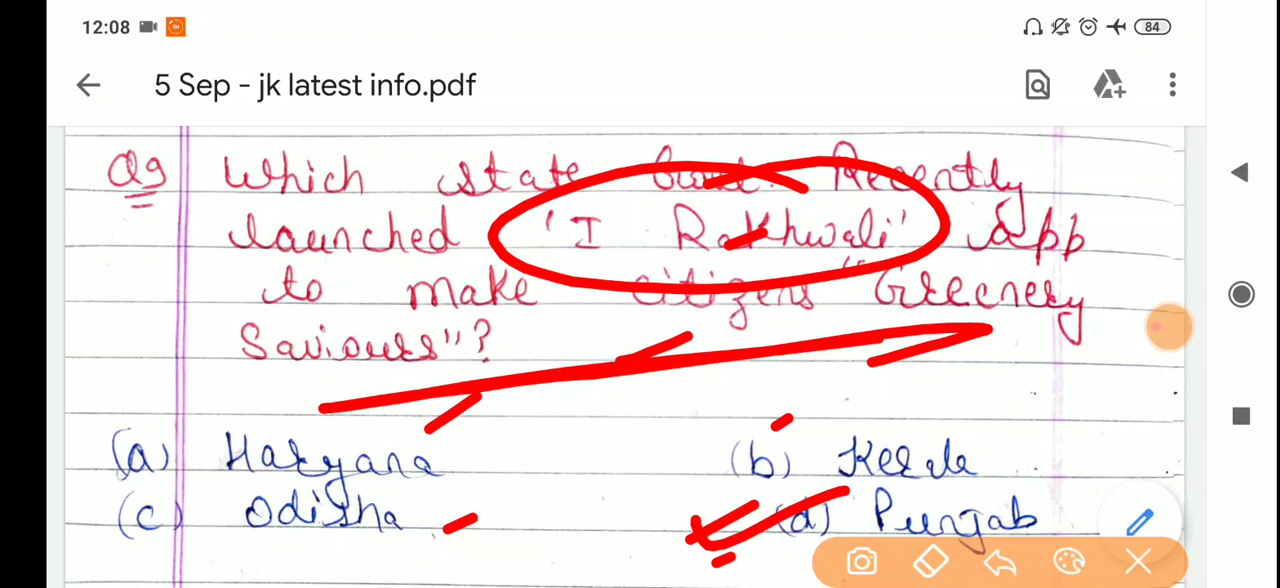 12:08
84
5 Sep - jk latest info.pdf
Q9 Which state Govt. Recently
launched 'I Rakhwali' App
to make citizens "Greenery
Saviours"?
(a) Haryana (b) Kerala
(c) Odisha (d) Punjab